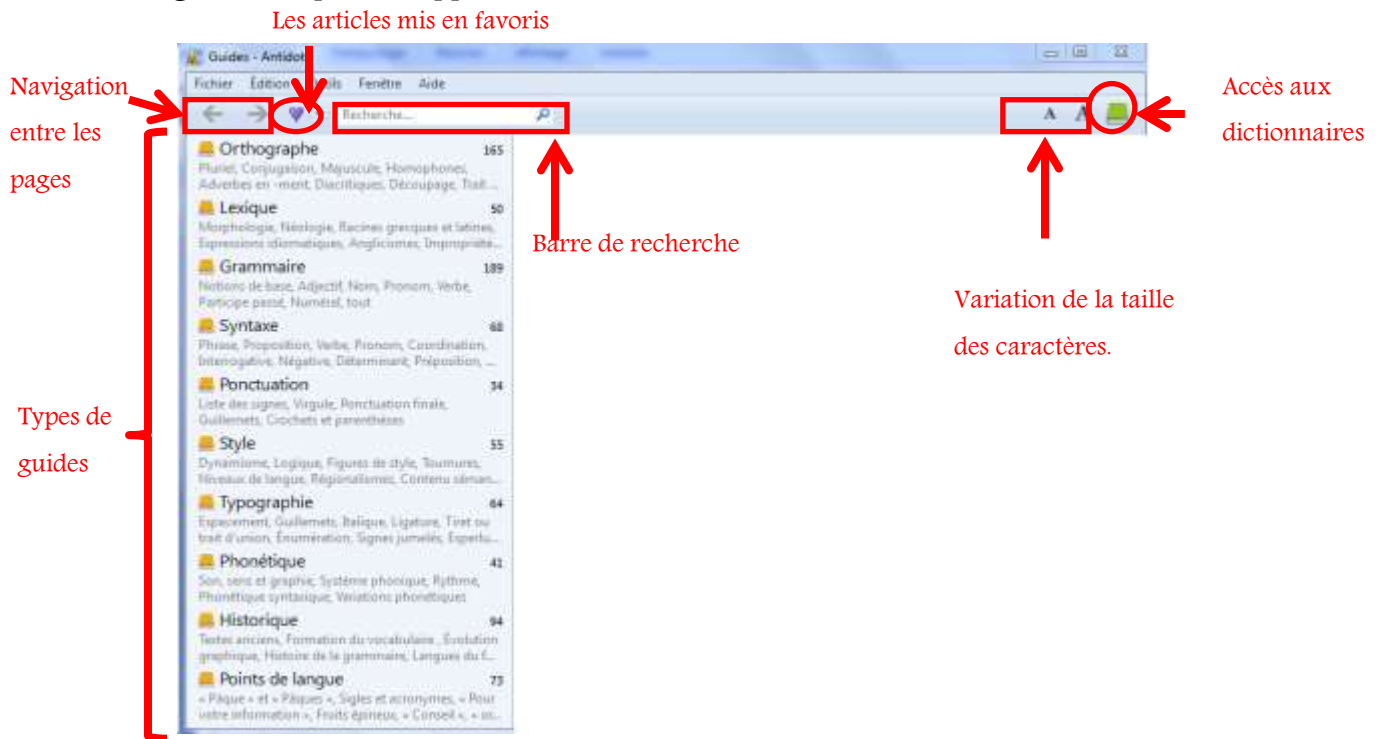 Les articles mis en favoris
Guides - Antidote
Fichier Édition Outils Fenêtre Aide
Navigation
entre les
pages
Recherche...
A A
Accès aux
dictionnaires
Orthographe 165
Pluriel, Conjugaison, Majuscule, Homophones,
Adverbes en -ment, Diacritiques, Découpage, Trait ...
Lexique 50
Morphologie, Néologie, Racines grecques et latines,
Expressions idiomatiques, Anglicismes, Impropriété...
Barre de recherche
Grammaire 189
Notions de base, Adjectif, Nom, Pronom, Verbe,
Participe passé, Numéral, tout
Variation de la taille
des caractères.
Syntaxe 68
Phrase, Proposition, Verbe, Pronom, Coordination,
Interrogative, Négative, Déterminant, Préposition, ...
Ponctuation 34
Liste des signes, Virgule, Ponctuation finale,
Guillemets, Crochets et parenthèses
Types de
guides
Style 55
Dynamisme, Logique, Figures de style, Tournures,
Niveaux de langue, Régionalismes, Contenu séman...
Typographie 64
Espacement, Guillemets, Italique, Ligature, Tiret ou
trait d'union, Énumération, Signes jumelés, Esperlu...
Phonétique 41
Son, sens et graphie, Système phonique, Rythme,
Phonétique syntaxique, Variations phonétiques
Historique 94
Textes anciens, Formation du vocabulaire , Évolution
graphique, Histoire de la grammaire, Langues du f...
Points de langue 73
« Pâque » et « Pâques », Sigles et acronymes, « Pour
votre information », Fruits épineux, « Conseil », « so...